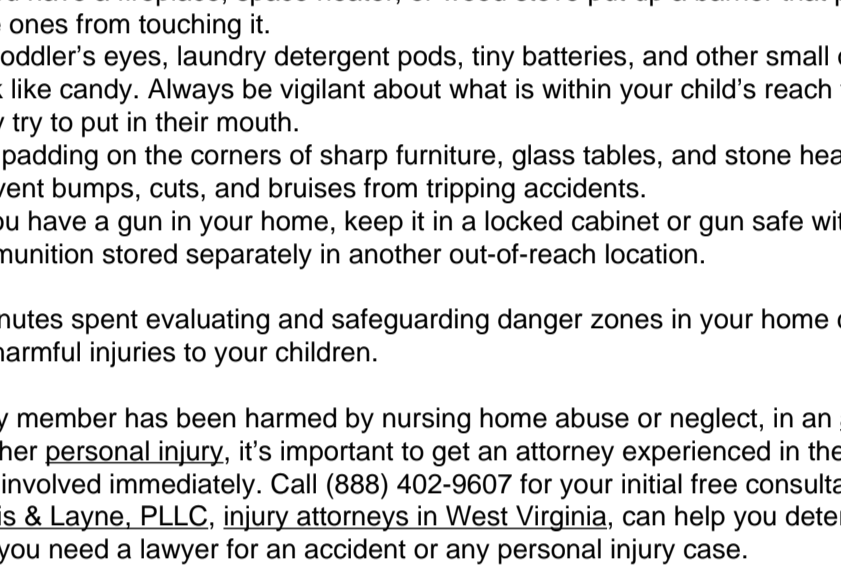 ones from touching it.
oddler's eyes, laundry detergent pods, tiny batteries, and other small
like candy. Always be vigilant about what is within your child's reach
try to put in their mouth.
padding on the corners of sharp furniture, glass tables, and stone hea
vent bumps, cuts, and bruises from tripping accidents.
ou have a gun in your home, keep it in a locked cabinet or gun safe wit
munition stored separately in another out-of-reach location.
nutes spent evaluating and safeguarding danger zones in your home
harmful injuries to your children.
y member has been harmed by nursing home abuse or neglect, in an
her personal injury, it's important to get an attorney experienced in the
involved immediately. Call (888) 402-9607 for your initial free consulta
is & Layne, PLLC, injury attorneys in West Virginia, can help you dete
you need a lawyer for an accident or any personal injury case.